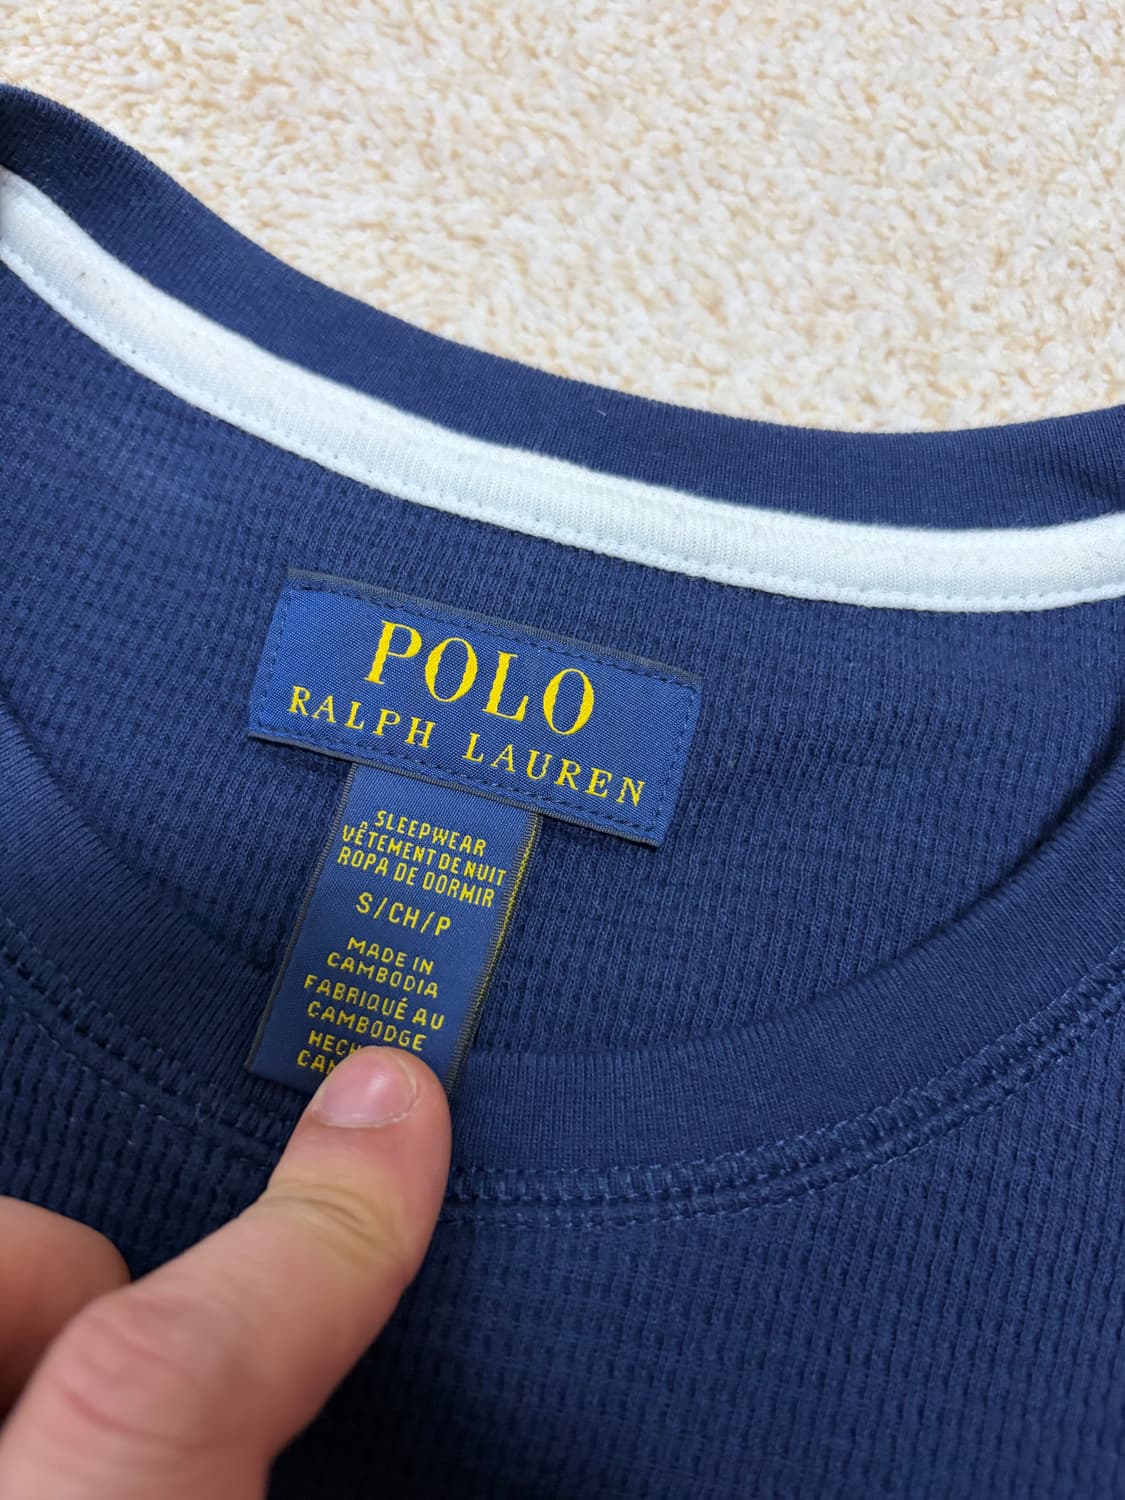 POLO
RALPH LAUREN
SLEEPWEAR
VÊTEMENT DE NUIT
ROPA DE DORMIR
S/CH/P
MADE IN
CAMBODIA
FABRIQUÉ AU
CAMBODGE